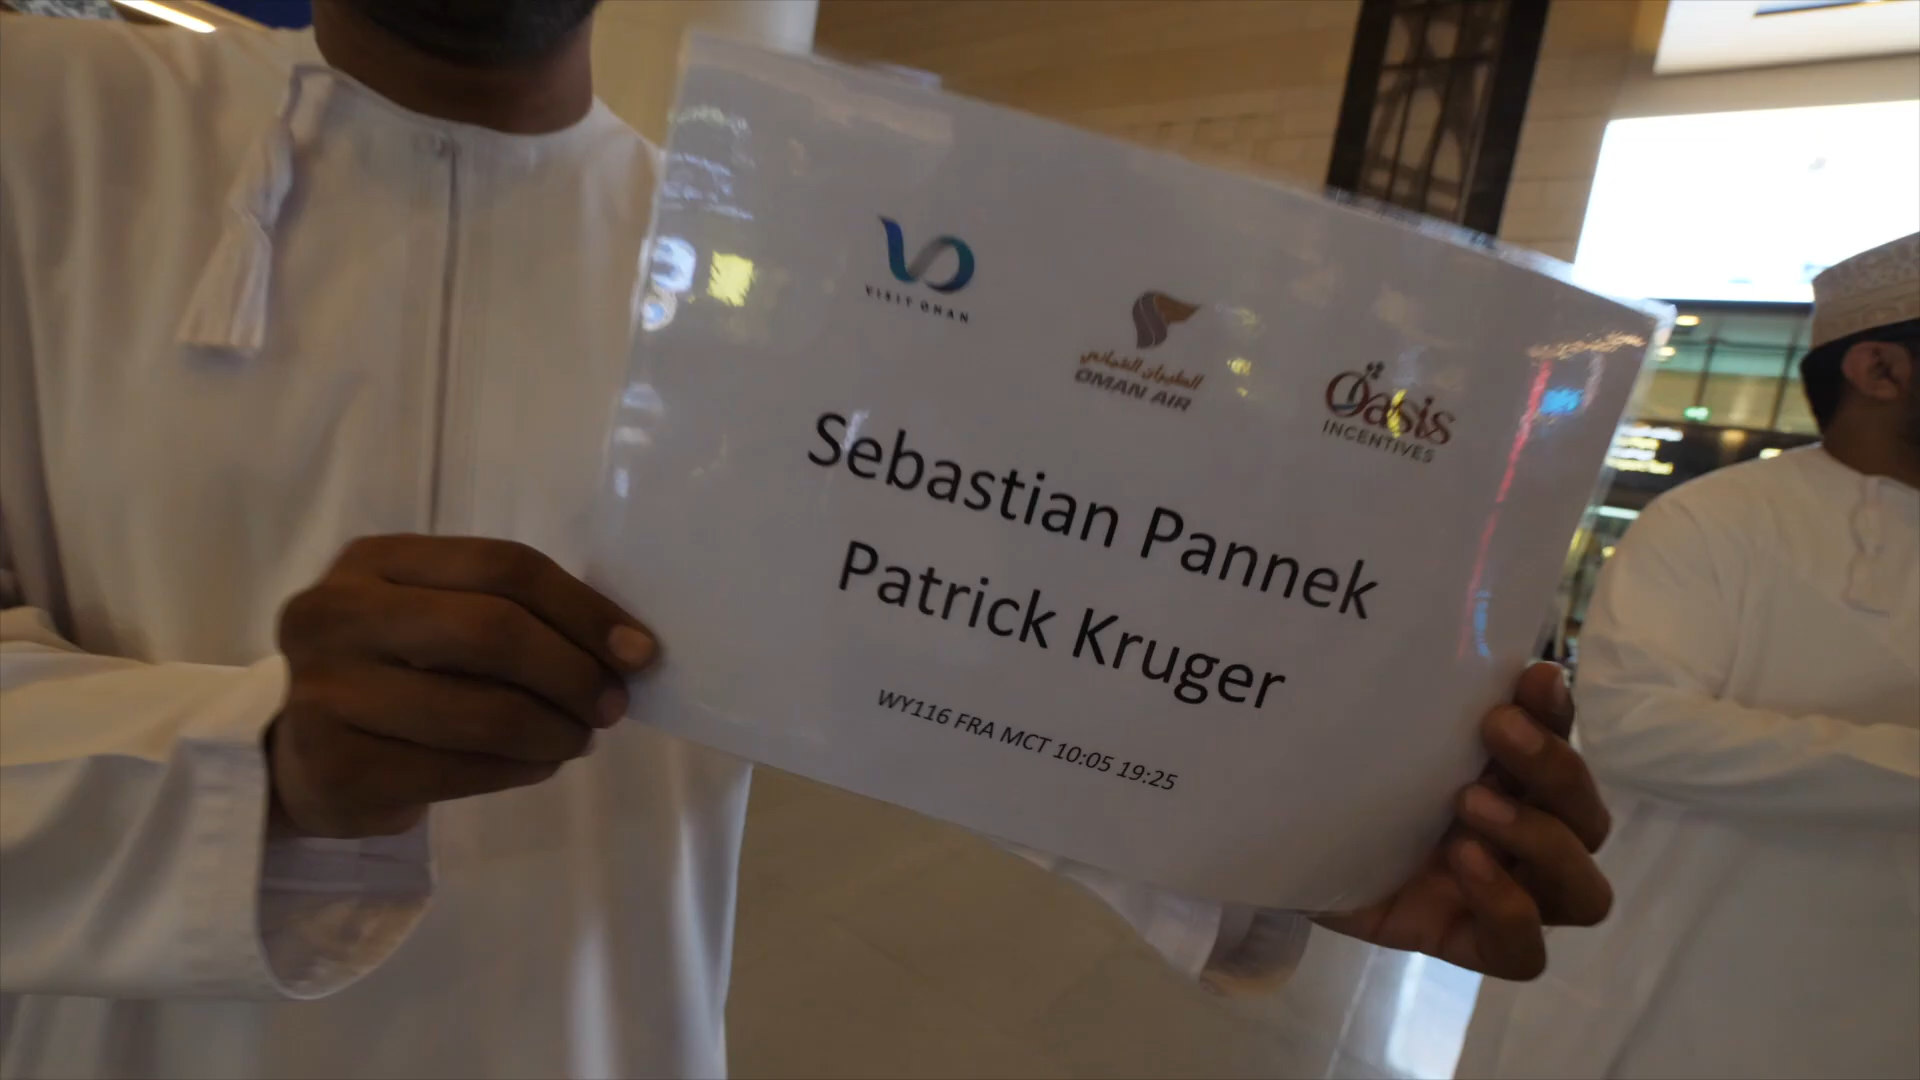 VISIT OMAN
الطيران العماني
OMAN AIR
Oasis
INCENTIVES
Sebastian Pannek
Patrick Kruger
WY116 FRA MCT 10:05 19:25